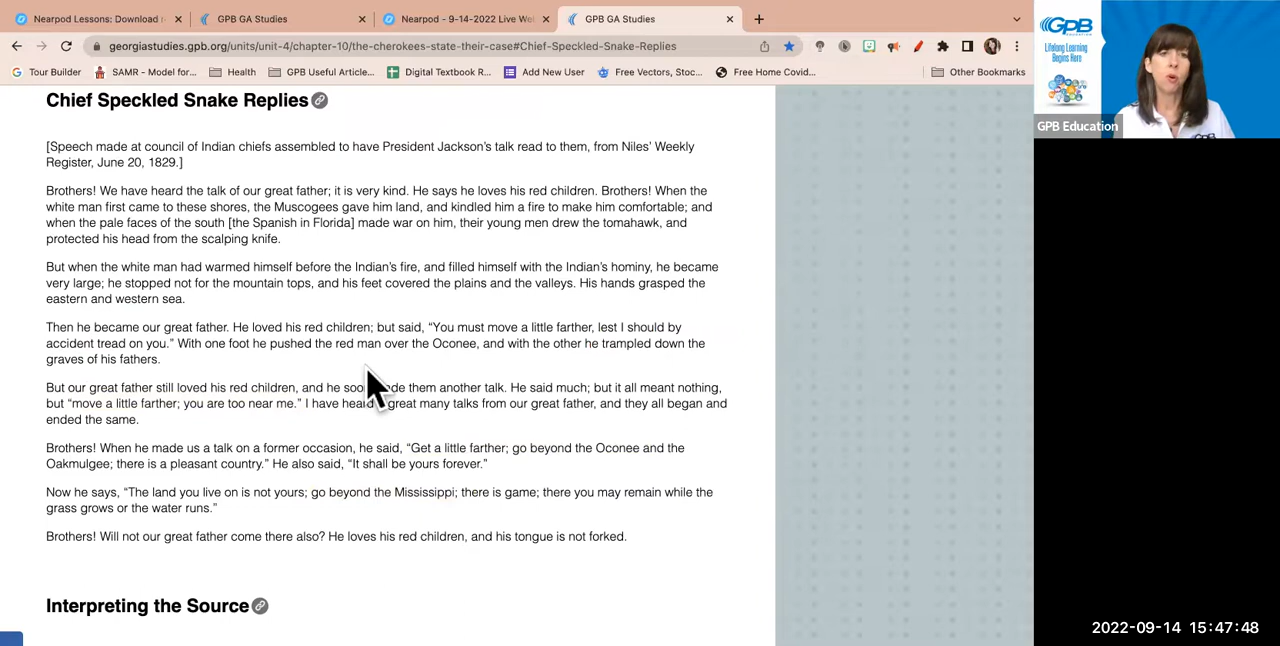 Nearpod Lessons: Download
GPB GA Studies
Nearpod - 9-14-2022 Live We
GPB GA Studies
georgiastudies.gpb.org/units/unit-4/chapter-10/the-cherokees-state-their-case#Chief-Speckled-Snake-Replies
Tour Builder
SAMR - Model for...
Health
GPB Useful Article...
Digital Textbook R...
Add New User
Free Vectors, Stoc...
Free Home Covid...
Other Bookmarks
GPB
EDUCATION
Lifelong Learning
Begins Here
GPB Education
Chief Speckled Snake Replies
[Speech made at council of Indian chiefs assembled to have President Jackson's talk read to them, from Niles' Weekly
Register, June 20, 1829.]
Brothers! We have heard the talk of our great father; it is very kind. He says he loves his red children. Brothers! When the
white man first came to these shores, the Muscogees gave him land, and kindled him a fire to make him comfortable; and
when the pale faces of the south [the Spanish in Florida] made war on him, their young men drew the tomahawk, and
protected his head from the scalping knife.
But when the white man had warmed himself before the Indian's fire, and filled himself with the Indian's hominy, he became
very large; he stopped not for the mountain tops, and his feet covered the plains and the valleys. His hands grasped the
eastern and western sea.
Then he became our great father. He loved his red children; but said, “You must move a little farther, lest I should by
accident tread on you.” With one foot he pushed the red man over the Oconee, and with the other he trampled down the
graves of his fathers.
But our great father still loved his red children, and he soon made them another talk. He said much; but it all meant nothing,
but “move a little farther; you are too near me.” I have heard great many talks from our great father, and they all began and
ended the same.
Brothers! When he made us a talk on a former occasion, he said, “Get a little farther; go beyond the Oconee and the
Oakmulgee; there is a pleasant country.” He also said, “It shall be yours forever.”
Now he says, “The land you live on is not yours; go beyond the Mississippi; there is game; there you may remain while the
grass grows or the water runs.”
Brothers! Will not our great father come there also? He loves his red children, and his tongue is not forked.
Interpreting the Source
2022-09-14 15:47:48